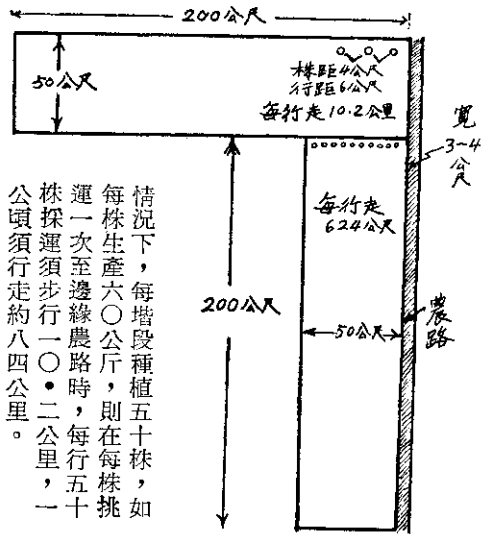 200公尺
50公尺
株距4公尺
行距6公尺
每行走10.2公里
寬
3~4
公尺
每行走
624公尺
200公尺
50公尺
農路
情況下，每堦段種植五十株，如
每株生產六〇公斤，則在每株挑
運一次至邊緣農路時，每行五十
株採運須步行一〇•二公里，一
公頃須行走約八四公里。